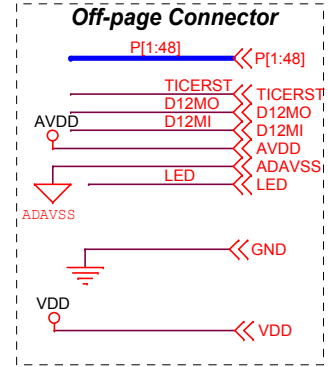 Off-page Connector
P[1:48] P[1:48]
TICERST TICERST
D12MO D12MO
D12MI D12MI
AVDD AVDD
ADAVSS
LED LED
ADAVSS
GND
VDD
VDD